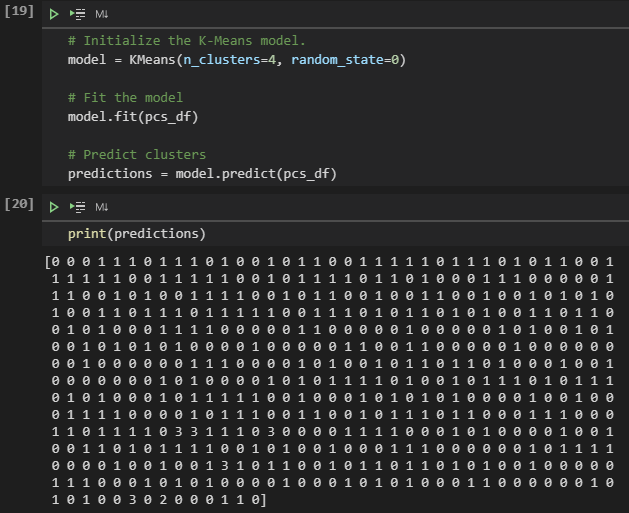 [19]
M↓
# Initialize the K-Means model.
model = KMeans(n_clusters=4, random_state=0)
# Fit the model
model.fit(pcs_df)
# Predict clusters
predictions = model.predict(pcs_df)
[20]
M↓
print(predictions)
[0 0 0 1 1 1 0 1 1 1 0 1 0 0 1 0 1 1 0 0 1 1 1 1 1 0 1 1 1 0 1 0 1 1 0 0 1
1 1 1 1 1 0 0 1 1 1 1 1 0 0 1 0 1 1 1 1 0 1 1 0 1 0 0 0 1 1 1 0 0 0 0 0 1
1 1 0 0 1 0 1 0 0 1 1 1 1 0 0 1 0 1 1 0 0 1 0 0 1 1 0 0 1 0 0 1 0 1 0 1 0
1 0 0 1 1 0 1 1 1 0 1 1 1 1 1 0 0 1 1 1 0 1 0 1 1 0 1 0 1 0 0 1 1 0 1 1 0
0 1 0 1 0 0 0 1 1 1 1 0 0 0 0 0 1 1 0 0 0 0 0 1 0 0 0 0 0 1 0 1 0 0 1 0 1
0 0 1 0 1 0 1 0 1 0 0 0 0 1 0 0 0 0 0 1 1 0 0 1 1 0 0 0 0 0 1 0 0 0 0 0 0
0 0 1 0 0 0 0 0 0 1 1 1 0 0 0 0 1 0 1 0 0 1 0 1 1 0 1 1 0 1 0 0 0 1 0 0 1
0 0 0 0 0 0 0 1 0 1 0 0 0 0 1 0 1 0 1 1 1 1 0 1 0 0 1 0 1 1 1 0 1 0 1 1 1
0 1 0 1 0 0 0 1 0 1 1 1 1 1 0 0 1 0 0 0 1 0 1 0 1 0 1 0 0 0 0 1 0 0 1 0 0
0 1 1 1 1 0 0 0 0 1 0 1 1 1 0 0 1 1 0 0 1 0 1 1 1 0 1 1 0 0 0 1 1 1 0 0 0
1 1 0 1 1 1 1 0 3 3 1 1 1 0 3 0 0 0 0 1 1 1 1 0 0 0 1 0 1 0 0 0 0 1 0 0 1
0 0 1 1 0 1 0 1 1 1 1 0 0 1 0 1 0 0 1 0 0 0 1 1 1 0 0 0 0 0 0 1 0 1 1 1 1
0 0 0 0 1 0 0 1 0 0 1 3 1 0 1 1 0 0 1 0 1 1 0 1 1 0 1 0 1 0 0 1 0 0 0 0 0
1 1 1 0 0 0 1 0 1 0 1 0 0 0 0 1 0 0 0 1 0 1 0 1 0 0 0 1 1 0 0 0 0 0 0 1 0
1 0 1 0 0 3 0 2 0 0 0 1 1 0]